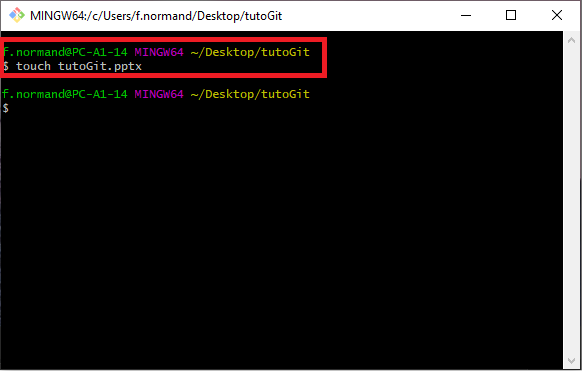 MINGW64:/c/Users/f.normand/Desktop/tutoGit
f.normand@PC-A1-14 MINGW64 ~/Desktop/tutoGit
$ touch tutoGit.pptx
f.normand@PC-A1-14 MINGW64 ~/Desktop/tutoGit
$